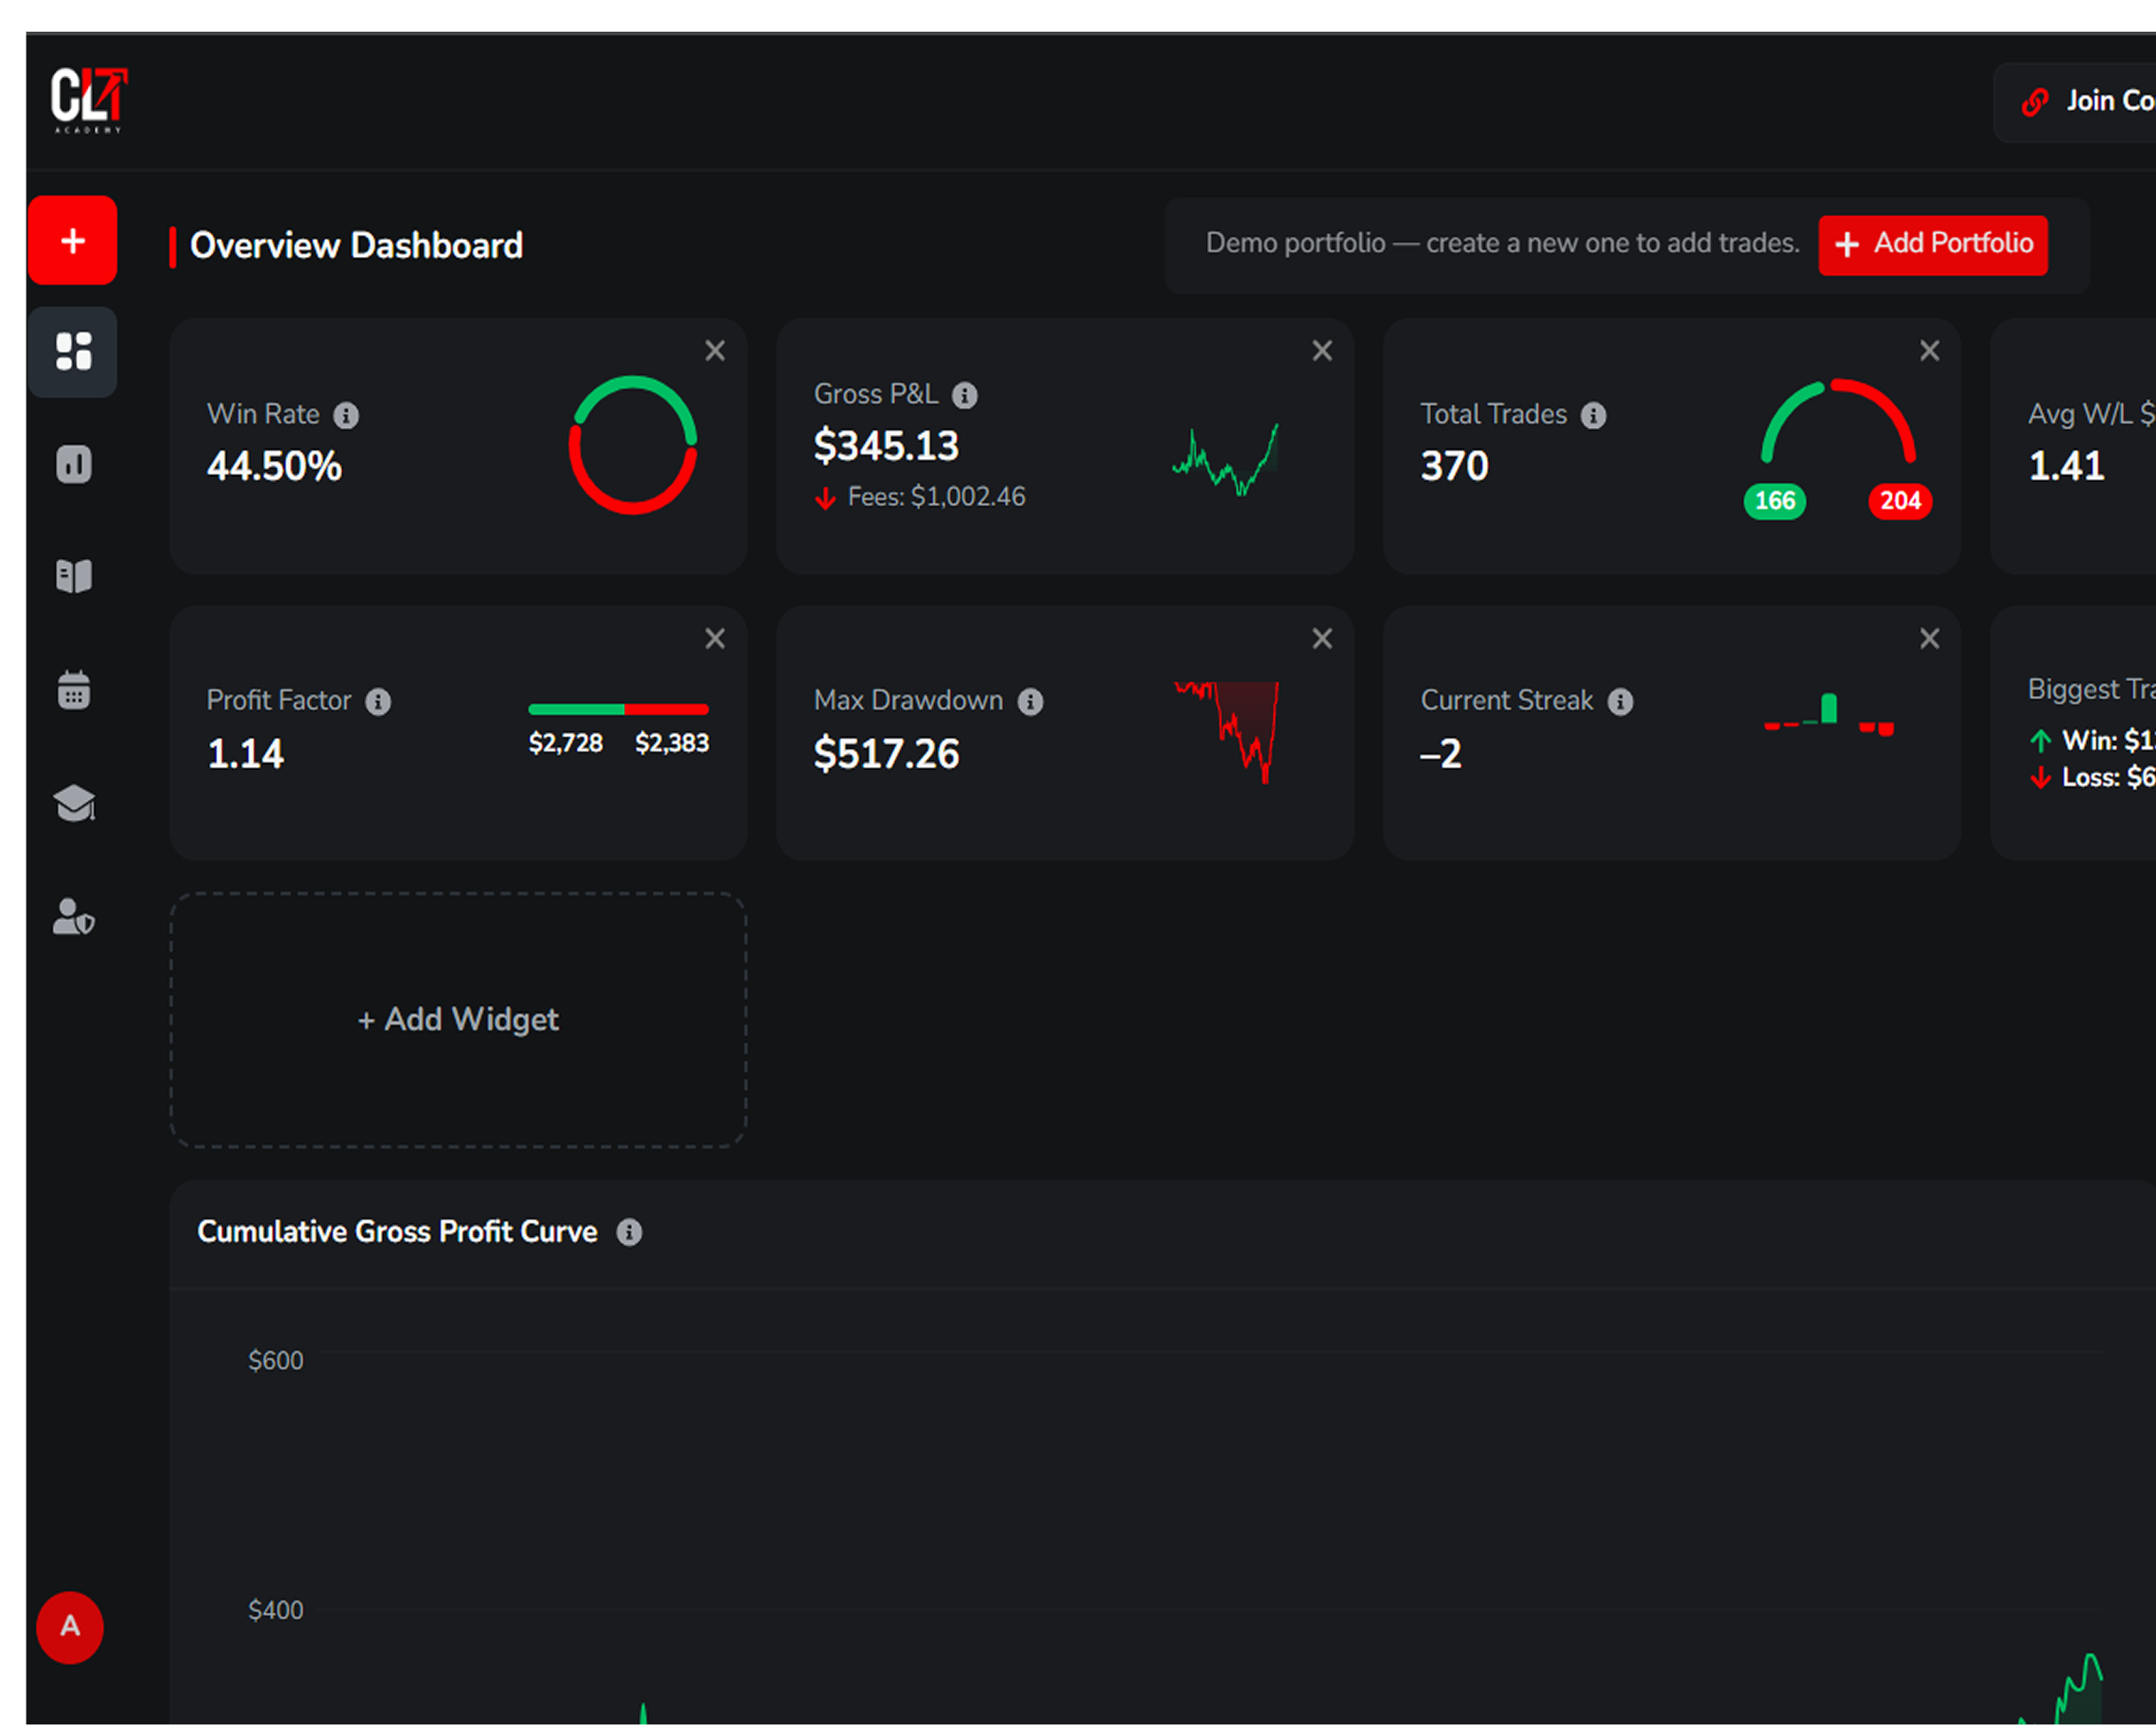 CLT
ACADEMY
Join Co
Overview Dashboard
Demo portfolio — create a new one to add trades.
+ Add Portfolio
Win Rate
44.50%
Gross P&L
$345.13
Fees: $1,002.46
Total Trades
370
166
204
Avg W/L $
1.41
Profit Factor
1.14
$2,728
$2,383
Max Drawdown
$517.26
Current Streak
–2
Biggest Tra
Win: $1
Loss: $6
+ Add Widget
Cumulative Gross Profit Curve
$600
$400
A